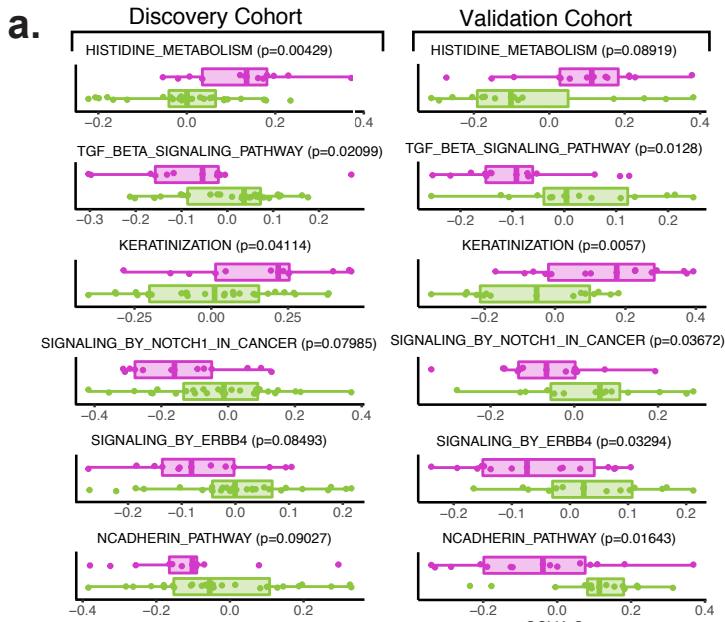 a.
Discovery Cohort
Validation Cohort
HISTIDINE_METABOLISM (p=0.00429)
HISTIDINE_METABOLISM (p=0.08919)
−0.2 0.0 0.2 0.4
−0.2 0.0 0.2 0.4
TGF_BETA_SIGNALING_PATHWAY (p=0.02099)
TGF_BETA_SIGNALING_PATHWAY (p=0.0128)
−0.3 −0.2 −0.1 0.0 0.1 0.2
−0.2 −0.1 0.0 0.1 0.2
KERATINIZATION (p=0.04114)
KERATINIZATION (p=0.0057)
−0.25 0.00 0.25
−0.2 0.0 0.2 0.4
SIGNALING_BY_NOTCH1_IN_CANCER (p=0.07985)
SIGNALING_BY_NOTCH1_IN_CANCER (p=0.03672)
−0.4 −0.2 0.0 0.2 0.4
−0.2 0.0 0.2
SIGNALING_BY_ERBB4 (p=0.08493)
SIGNALING_BY_ERBB4 (p=0.03294)
−0.2 −0.1 0.0 0.1 0.2
−0.2 −0.1 0.0 0.1 0.2
NCADHERIN_PATHWAY (p=0.09027)
NCADHERIN_PATHWAY (p=0.01643)
−0.4 −0.2 0.0 0.2
−0.2 0.0 0.2 0.4